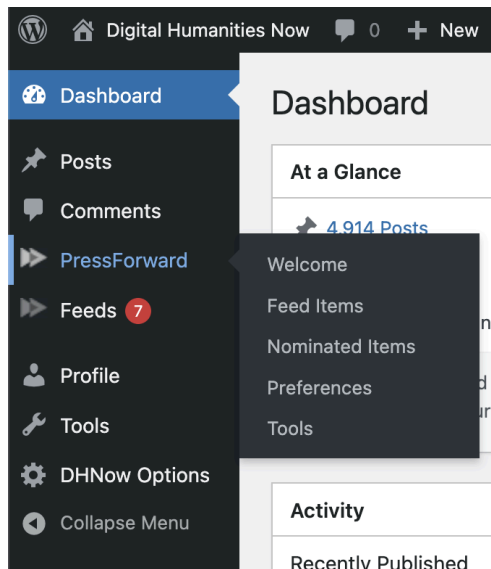 Digital Humanities Now 0 + New
Dashboard
Dashboard
Posts
At a Glance
Comments
4,914 Posts
PressForward
Welcome
Feed Items
Nominated Items
Preferences
Tools
Feeds 7
Profile
Tools
DHNow Options
Collapse Menu
Activity
Recently Published